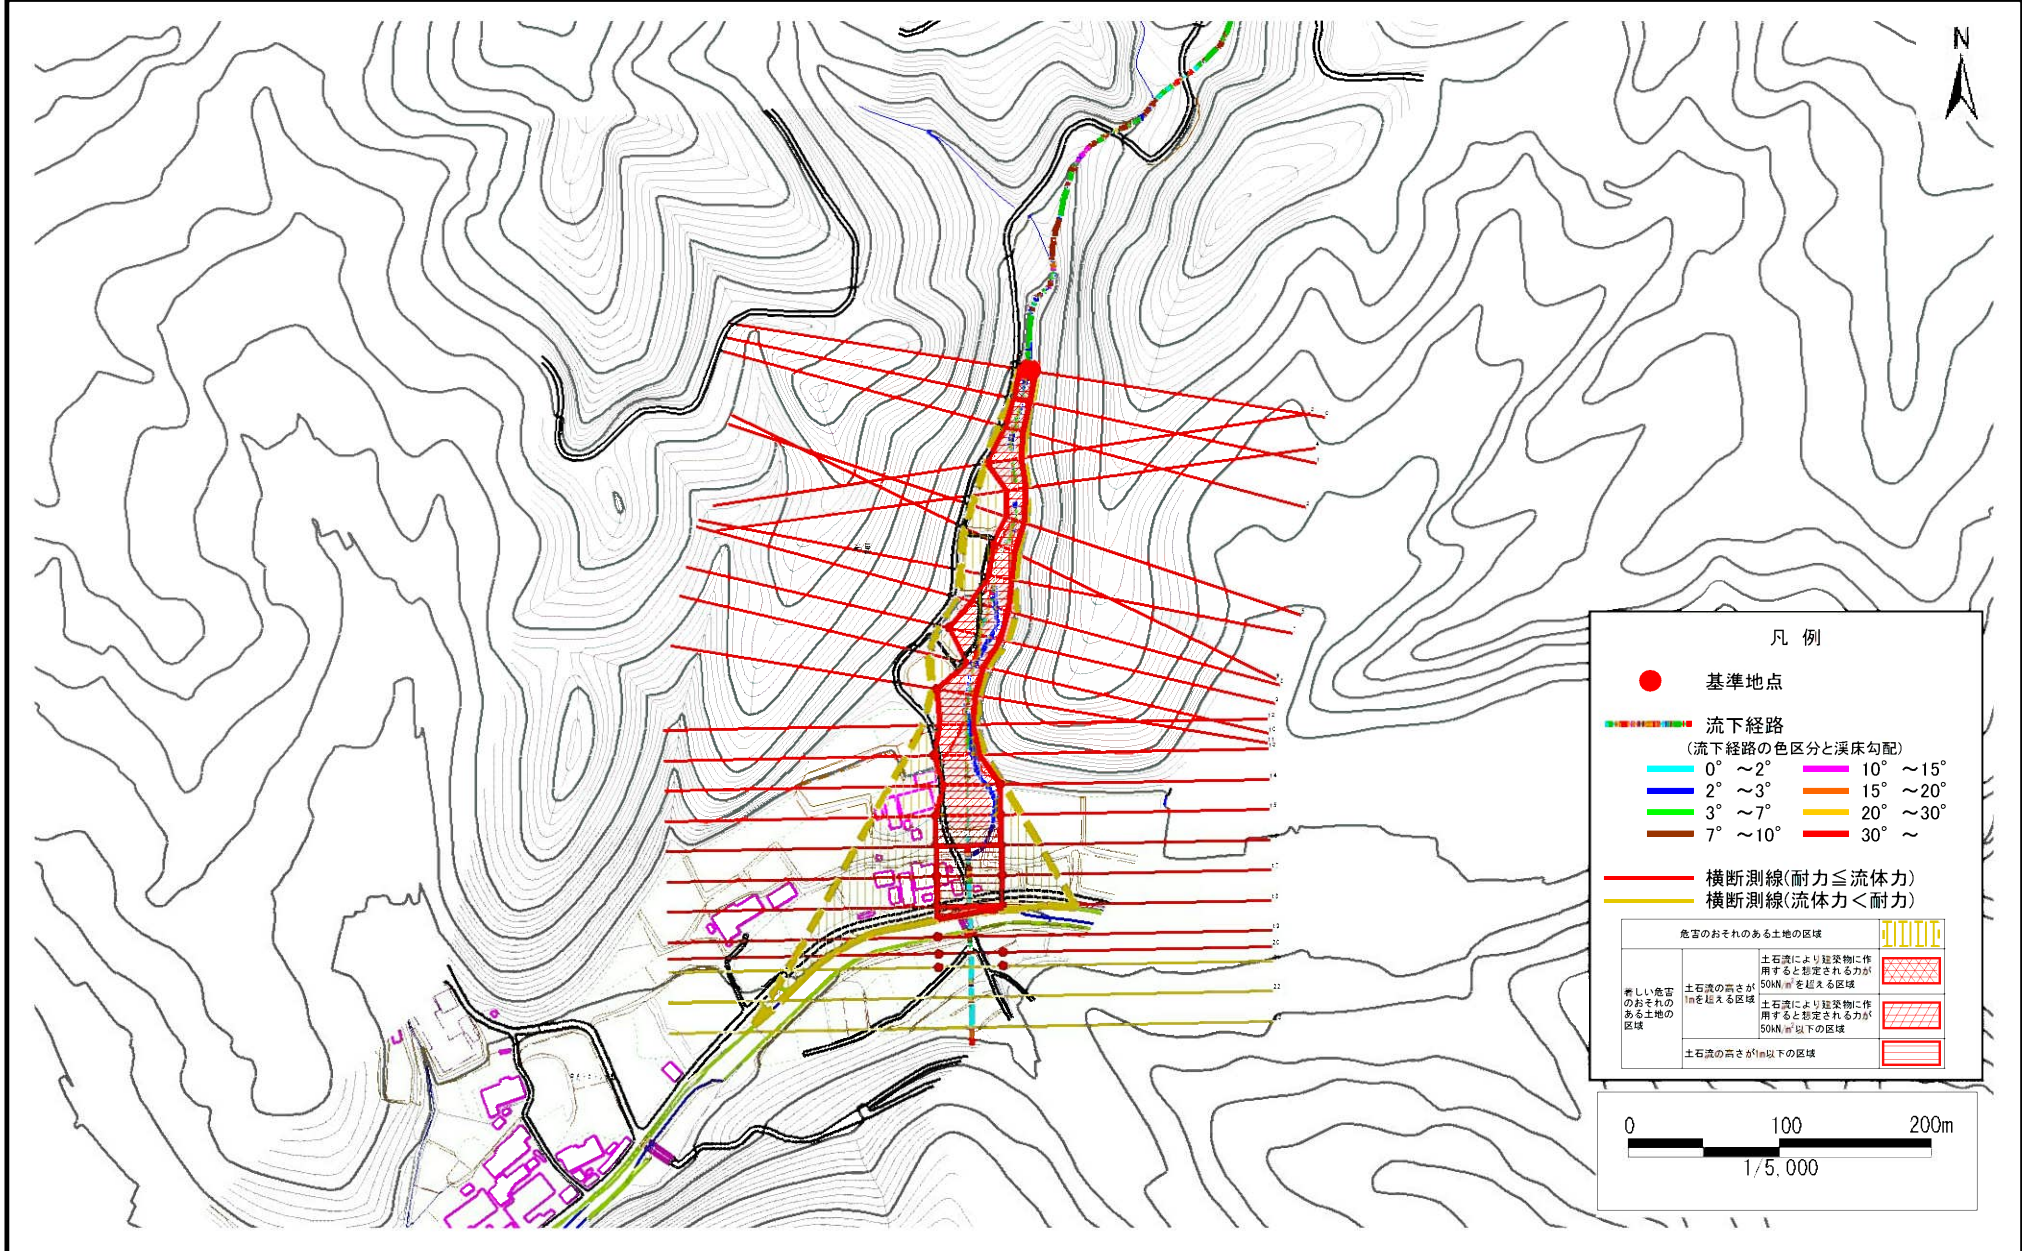 N
凡 例
基準地点
流下経路
(流下経路の色区分と渓床勾配)
0° ～2° 10° ～15°
2° ～3° 15° ～20°
3° ～7° 20° ～30°
7° ～10° 30° ～
横断測線(耐力≦流体力)
横断測線(流体力＜耐力)
危害のおそれのある土地の区域
著しい危害
のおそれの
ある土地の
区域
土石流の高さが
1mを超える区域
土石流により建築物に作
用すると想定される力が
50kN/㎡を超える区域
土石流により建築物に作
用すると想定される力が
50kN/㎡以下の区域
土石流の高さが1m以下の区域
0 100 200m
1/5,000
14
17
19
20
22